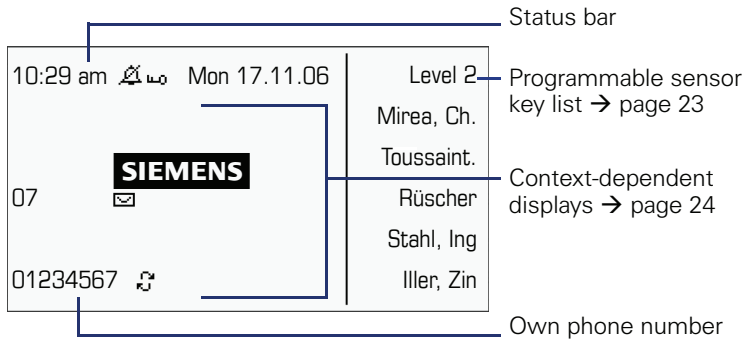 Status bar
10:29 am Mon 17.11.06
Level 2
Programmable sensor
key list → page 23
Mirea, Ch.
Toussaint.
SIEMENS
07
Rüscher
Context-dependent
displays → page 24
Stahl, Ing
01234567
Iller, Zin
Own phone number